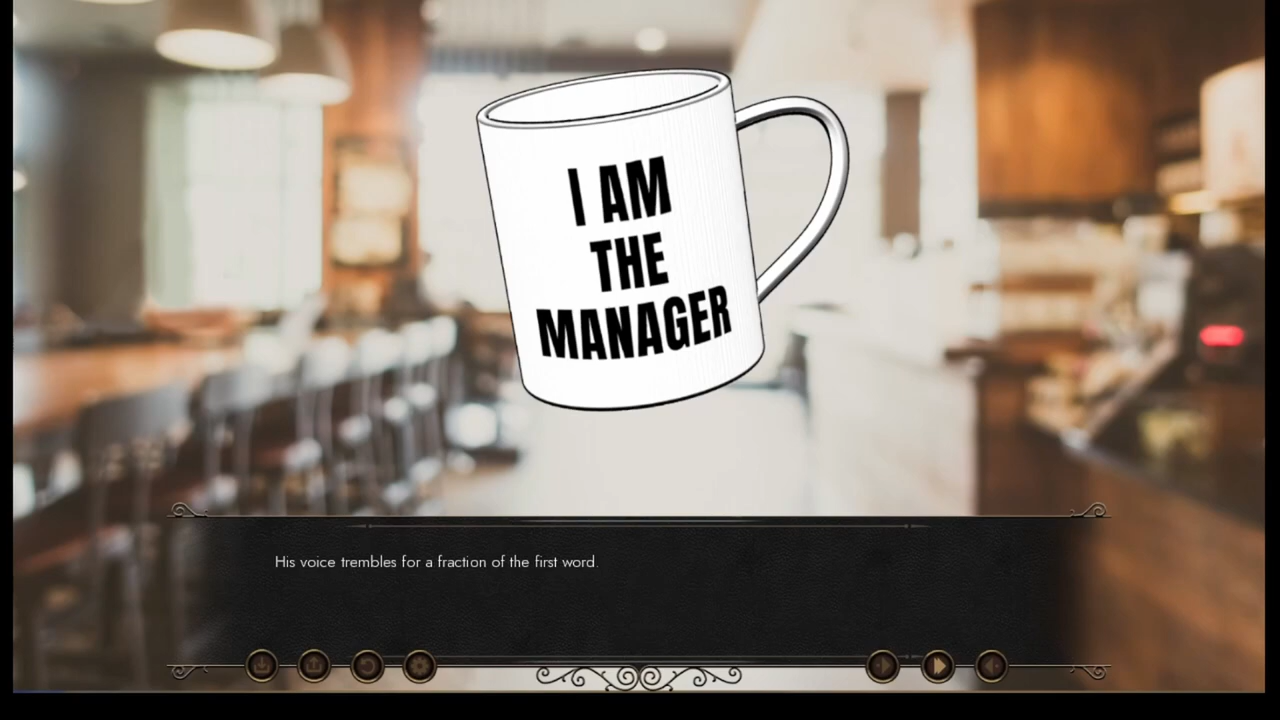 I AM
THE
MANAGER
His voice trembles for a fraction of the first word.